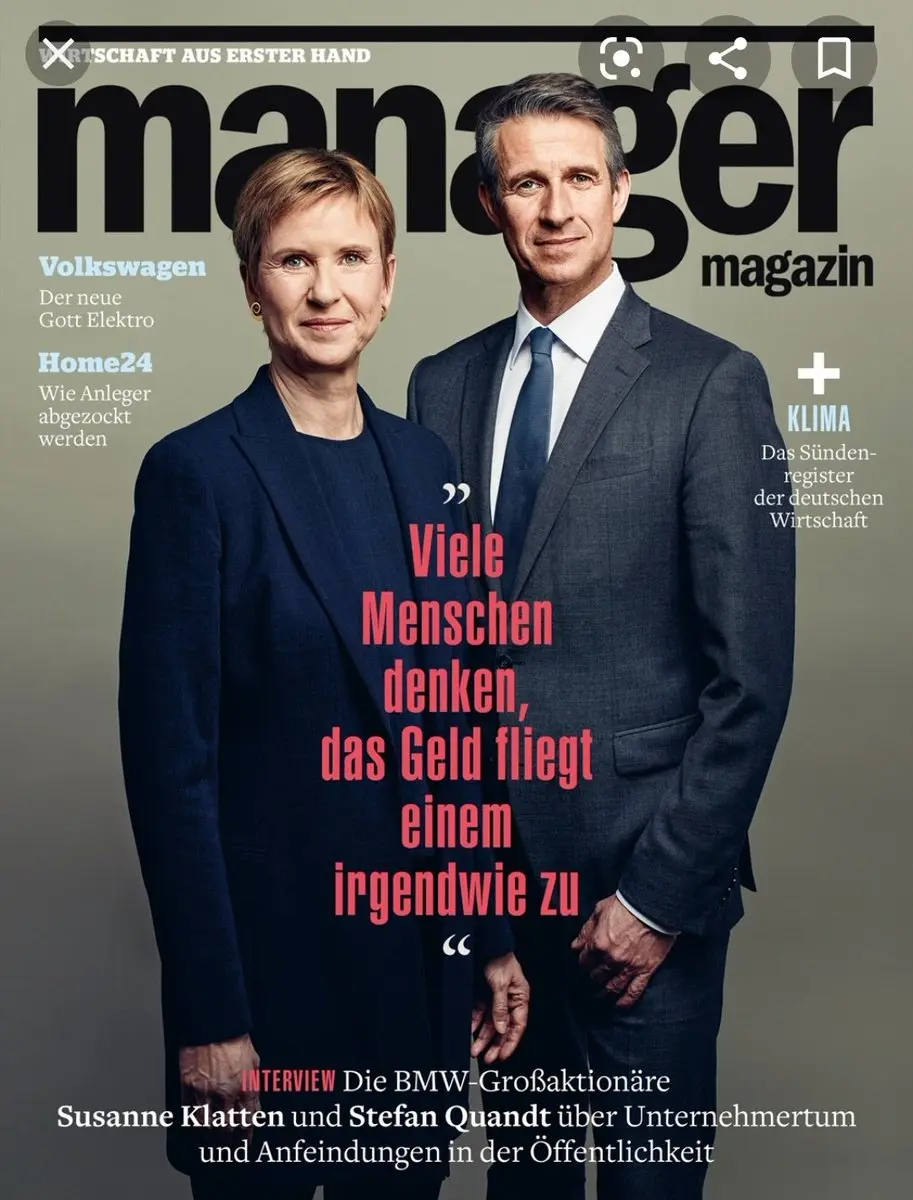 WIRTSCHAFT AUS ERSTER HAND
manager
magazin
Volkswagen
Der neue
Gott Elektro
Home24
Wie Anleger
abgezockt
werden
+
KLIMA
Das Sünden-
register
der deutschen
Wirtschaft
”
Viele
Menschen
denken,
das Geld fliegt
einem
irgendwie zu
“
INTERVIEW Die BMW-Großaktionäre
Susanne Klatten und Stefan Quandt über Unternehmertum
und Anfeindungen in der Öffentlichkeit